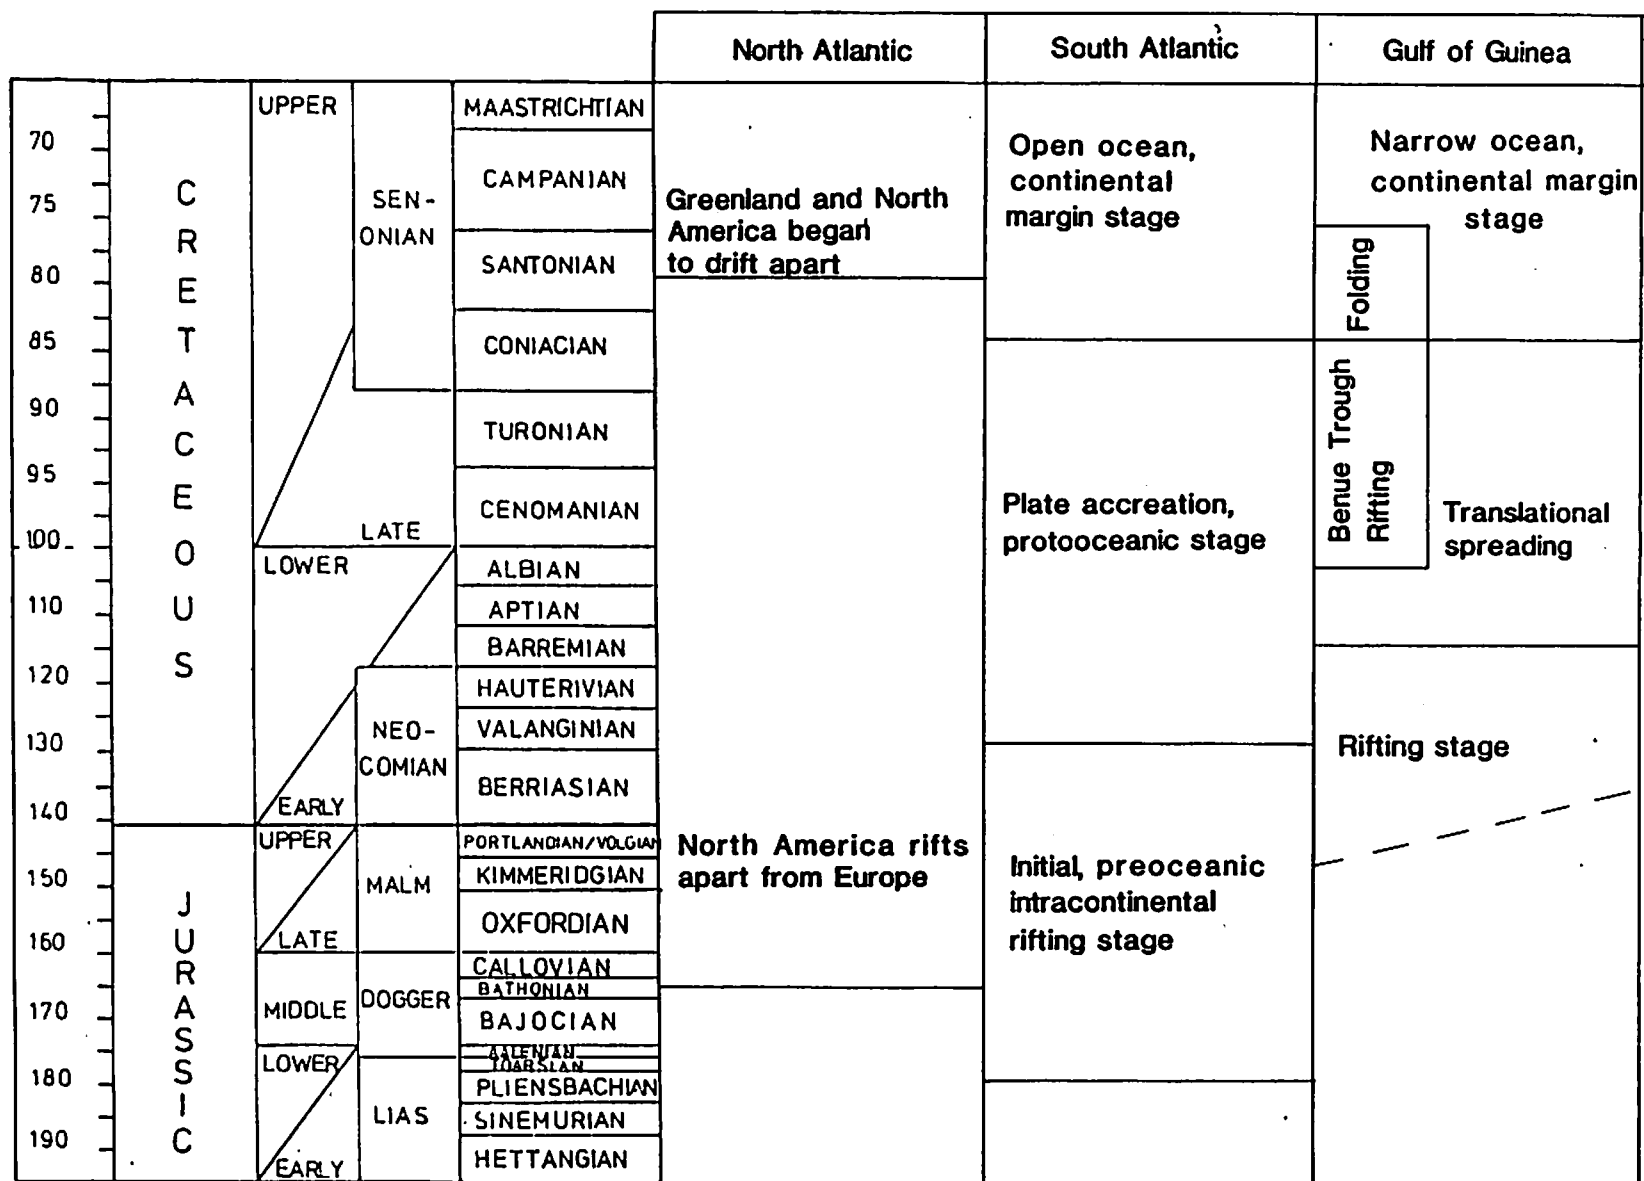 North Atlantic
South Atlantic
Gulf of Guinea
70
75
80
85
90
95
100
110
120
130
140
150
160
170
180
190
CRETACEOUS
JURASSIC
UPPER
LATE
LOWER
EARLY
UPPER
LATE
MIDDLE
LOWER
EARLY
SEN-
ONIAN
NEO-
COMIAN
MALM
DOGGER
LIAS
MAASTRICHTIAN
CAMPANIAN
SANTONIAN
CONIACIAN
TURONIAN
CENOMANIAN
ALBIAN
APTIAN
BARREMIAN
HAUTERIVIAN
VALANGINIAN
BERRIASIAN
PORTLANDIAN/VOLGIAN
KIMMERIDGIAN
OXFORDIAN
CALLOVIAN
BATHONIAN
BAJOCIAN
AALENIAN
TOARSIAN
PLIENSBACHIAN
SINEMURIAN
HETTANGIAN
Greenland and North
America began
to drift apart
North America rifts
apart from Europe
Open ocean,
continental
margin stage
Plate accreation,
protooceanic stage
Initial, preoceanic
intracontinental
rifting stage
Narrow ocean,
continental margin
stage
Folding
Benue Trough
Rifting
Translational
spreading
Rifting stage